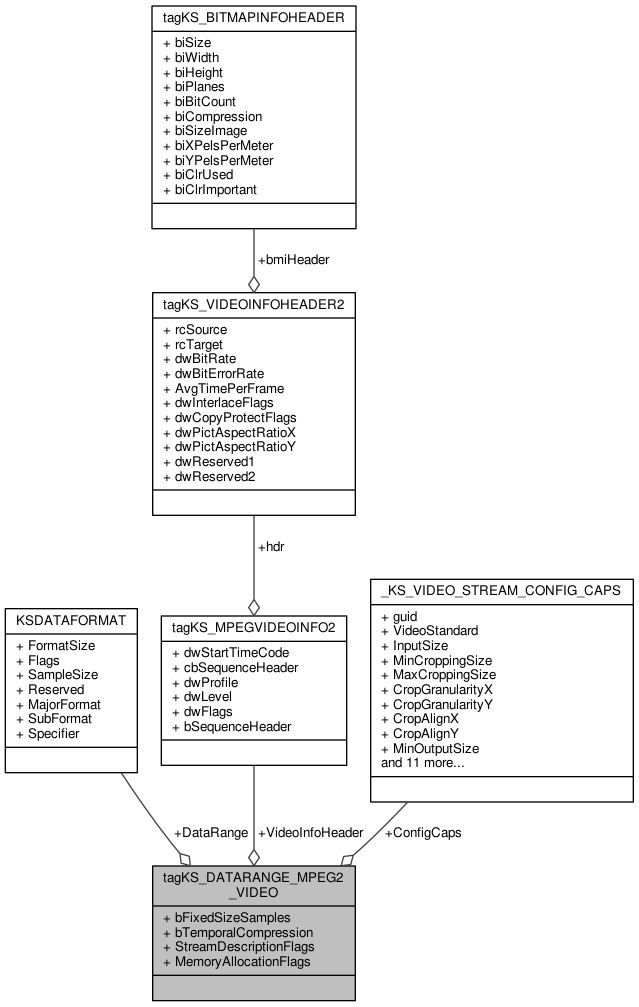 tagKS_BITMAPINFOHEADER
+ biSize
+ biWidth
+ biHeight
+ biPlanes
+ biBitCount
+ biCompression
+ biSizeImage
+ biXPelsPerMeter
+ biYPelsPerMeter
+ biClrUsed
+ biClrImportant
+bmiHeader
tagKS_VIDEOINFOHEADER2
+ rcSource
+ rcTarget
+ dwBitRate
+ dwBitErrorRate
+ AvgTimePerFrame
+ dwInterlaceFlags
+ dwCopyProtectFlags
+ dwPictAspectRatioX
+ dwPictAspectRatioY
+ dwReserved1
+ dwReserved2
+hdr
KSDATAFORMAT
+ FormatSize
+ Flags
+ SampleSize
+ Reserved
+ MajorFormat
+ SubFormat
+ Specifier
tagKS_MPEGVIDEOINFO2
+ dwStartTimeCode
+ cbSequenceHeader
+ dwProfile
+ dwLevel
+ dwFlags
+ bSequenceHeader
_KS_VIDEO_STREAM_CONFIG_CAPS
+ guid
+ VideoStandard
+ InputSize
+ MinCroppingSize
+ MaxCroppingSize
+ CropGranularityX
+ CropGranularityY
+ CropAlignX
+ CropAlignY
+ MinOutputSize
and 11 more...
+DataRange
+VideoInfoHeader
+ConfigCaps
tagKS_DATARANGE_MPEG2
_VIDEO
+ bFixedSizeSamples
+ bTemporalCompression
+ StreamDescriptionFlags
+ MemoryAllocationFlags